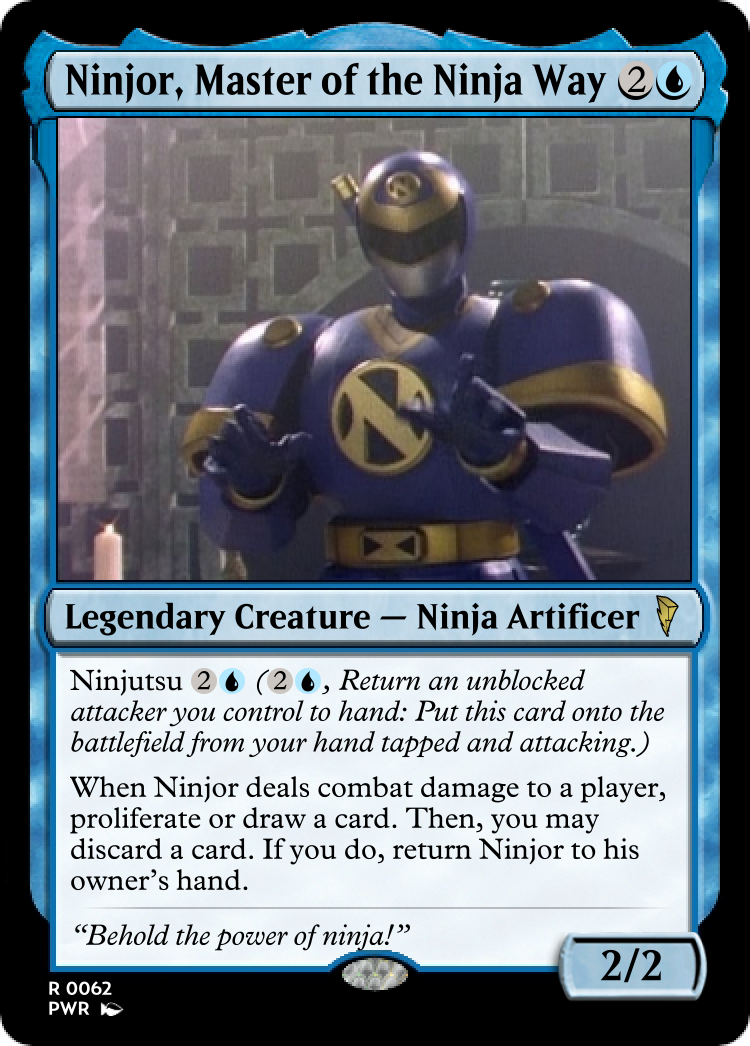 Ninjor, Master of the Ninja Way 2
Legendary Creature — Ninja Artificer
Ninjutsu 2 (2, Return an unblocked
attacker you control to hand: Put this card onto the
battlefield from your hand tapped and attacking.)
When Ninjor deals combat damage to a player,
proliferate or draw a card. Then, you may
discard a card. If you do, return Ninjor to his
owner's hand.
“Behold the power of ninja!”
2/2
R 0062
PWR